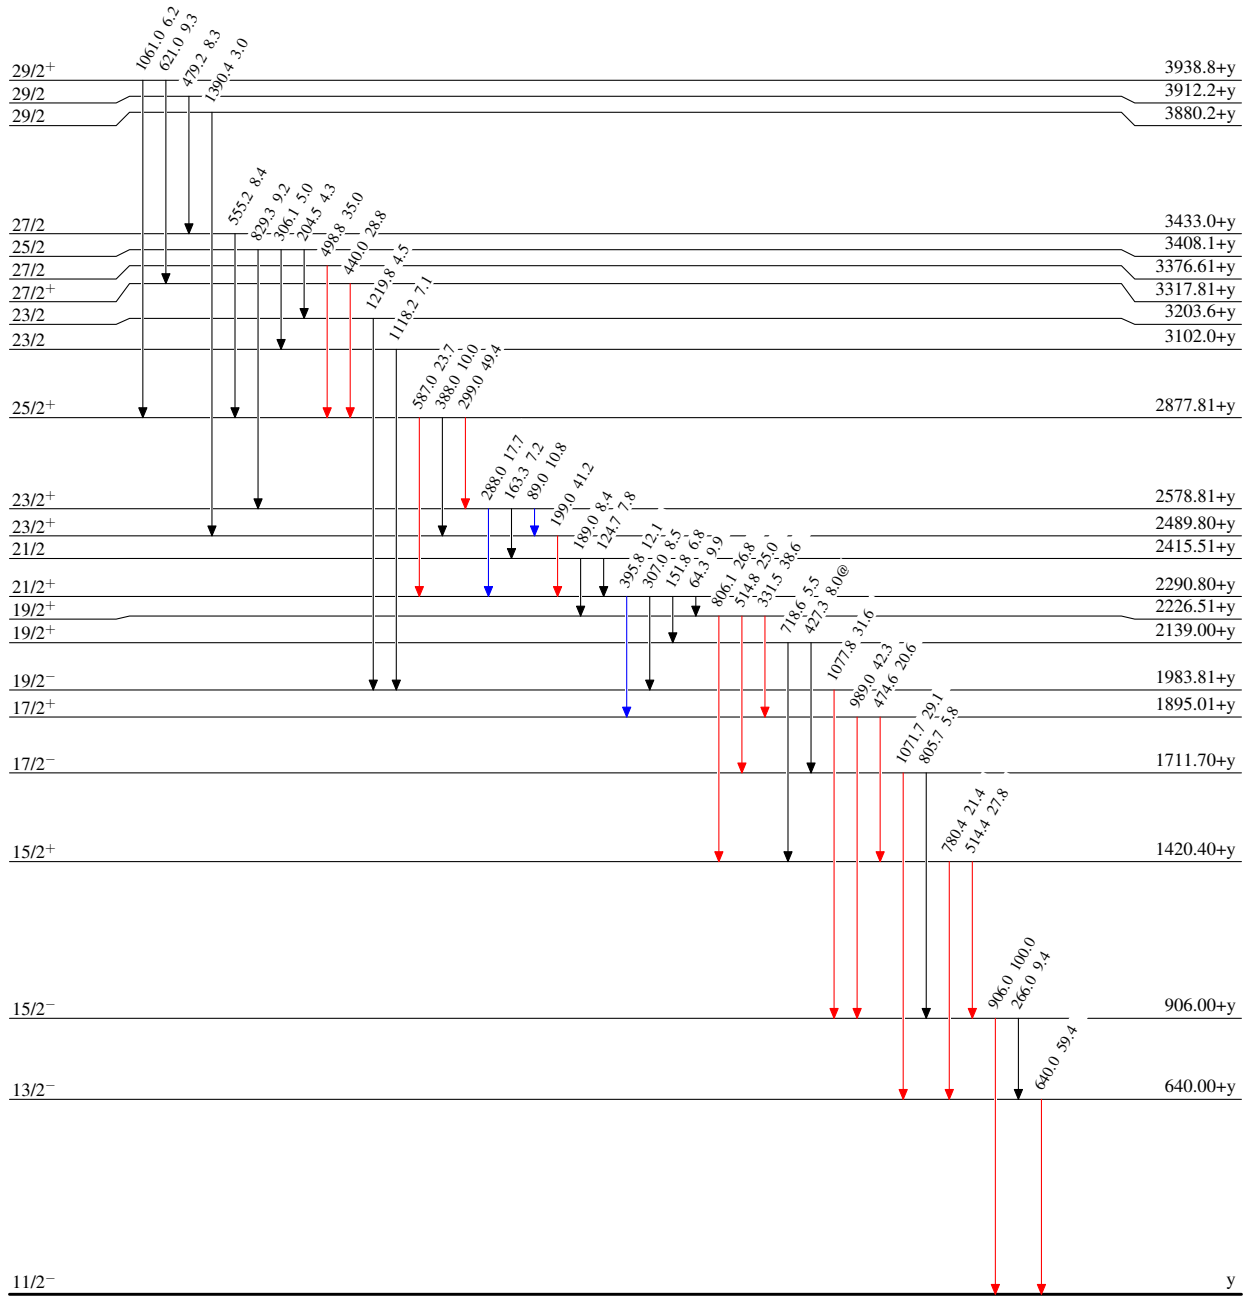 1061.0 6.2
621.0 9.3
479.2 8.3
1390.4 3.0
29/2+ 3938.8+y
29/2 3912.2+y
29/2 3880.2+y
555.2 8.4
829.3 9.2
306.1 5.0
204.5 4.3
498.8 35.0
440.0 28.8
27/2 3433.0+y
25/2 3408.1+y
27/2 3376.61+y
27/2+ 3317.81+y
1219.8 4.5
23/2 3203.6+y
1118.2 7.1
23/2 3102.0+y
587.0 23.7
388.0 10.0
299.0 49.4
25/2+ 2877.81+y
288.0 17.7
163.3 7.2
89.0 10.8
23/2+ 2578.81+y
199.0 41.2
23/2+ 2489.80+y
189.0 8.4
124.7 7.8
21/2 2415.51+y
395.8 12.1
307.0 8.5
151.8 6.8
64.3 9.9
21/2+ 2290.80+y
806.1 26.8
514.8 25.0
331.5 38.6
19/2+ 2226.51+y
718.6 5.5
427.3 8.0@
19/2+ 2139.00+y
1077.8 31.6
19/2− 1983.81+y
989.0 42.3
474.6 20.6
17/2+ 1895.01+y
1071.7 29.1
805.7 5.8
17/2− 1711.70+y
780.4 21.4
514.4 27.8
15/2+ 1420.40+y
906.0 100.0
266.0 9.4
15/2− 906.00+y
640.0 59.4
13/2− 640.00+y
11/2− y